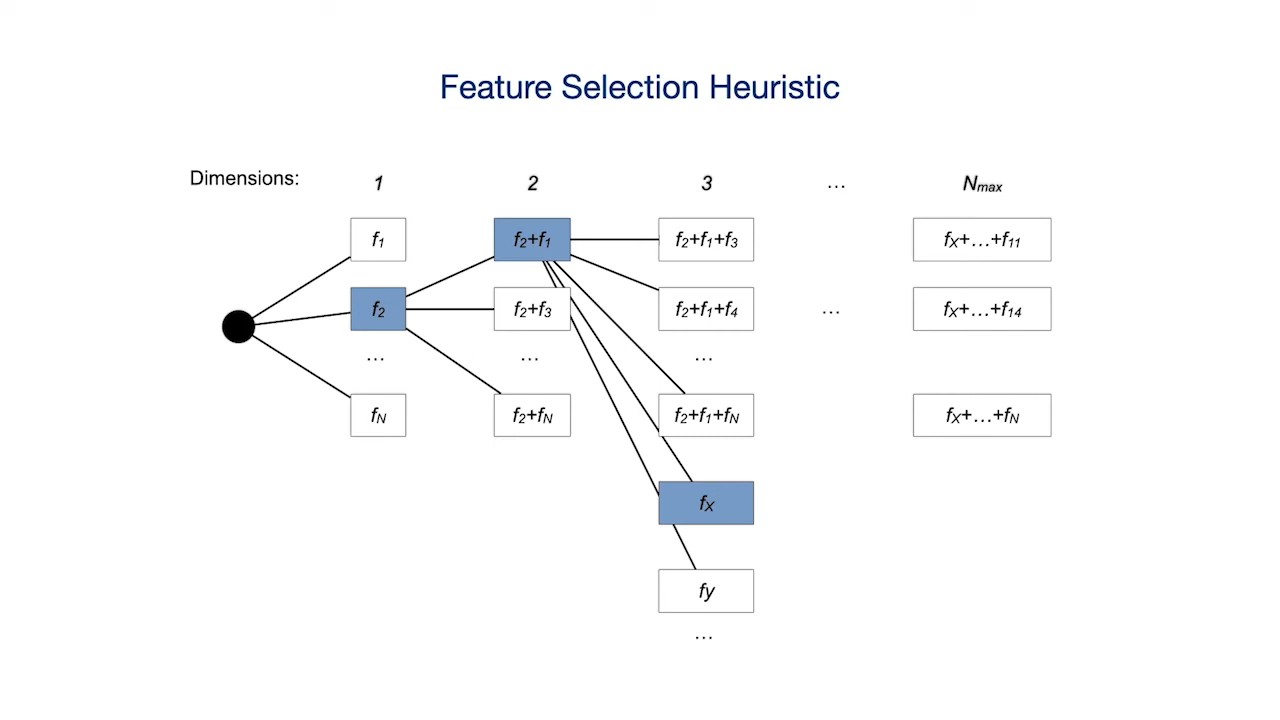 Feature Selection Heuristic
Dimensions: 1 2 3 … Nmax
f1 f2+f1 f2+f1+f3 fX+…+f11
f2 f2+f3 f2+f1+f4 … fX+…+f14
… … …
fN f2+fN f2+f1+fN fX+…+fN
fX
fy
…